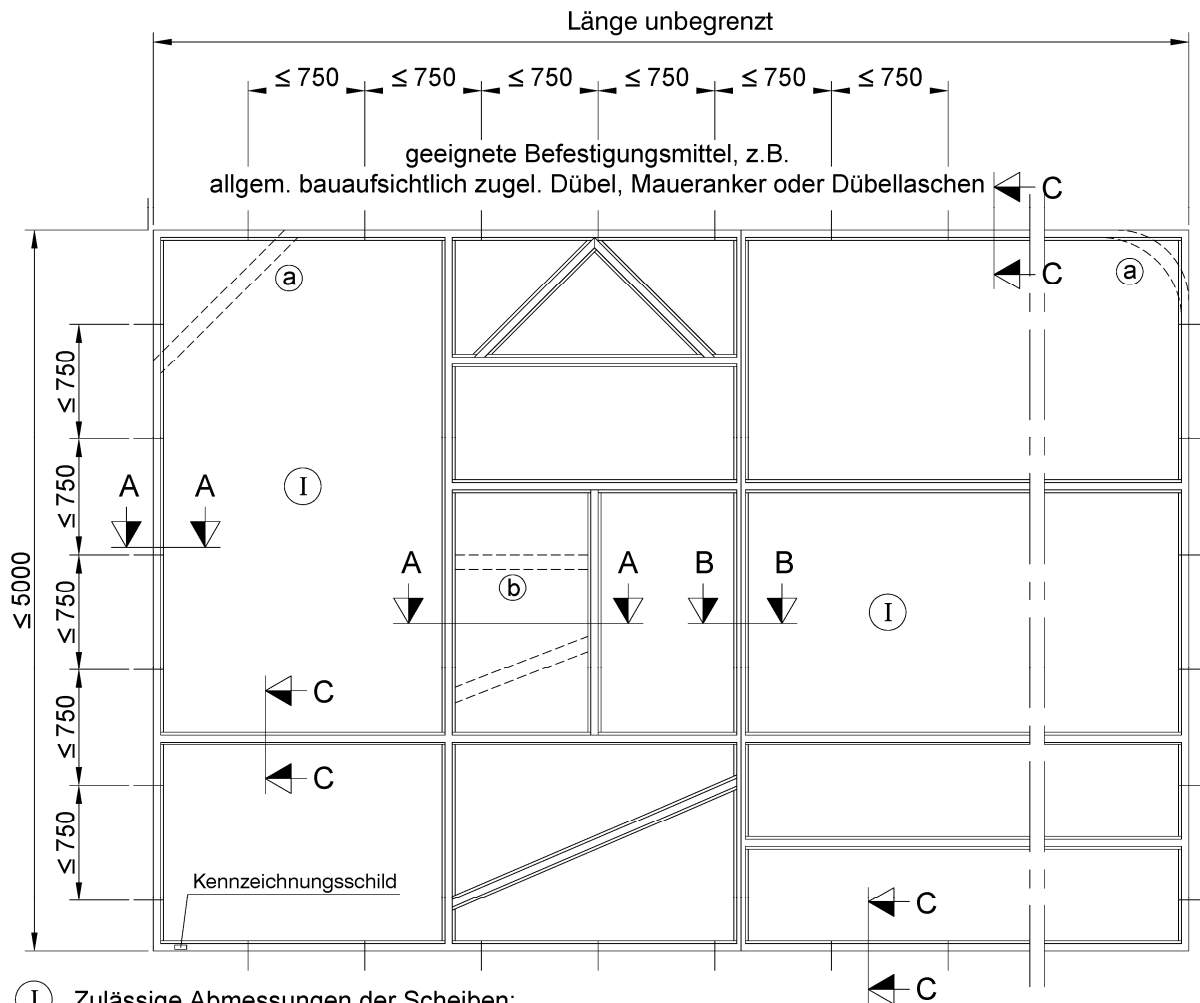 Länge unbegrenzt
≤ 750 ≤ 750 ≤ 750 ≤ 750 ≤ 750 ≤ 750
geeignete Befestigungsmittel, z.B.
allgem. bauaufsichtlich zugel. Dübel, Maueranker oder Dübellaschen
C
C
a
a
≤ 750
≤ 750
≤ 750
≤ 750
≤ 750
≤ 5000
I
A A
A A B B
b
I
C
C
Kennzeichnungsschild
C
C
I Zulässige Abmessungen der Scheiben: